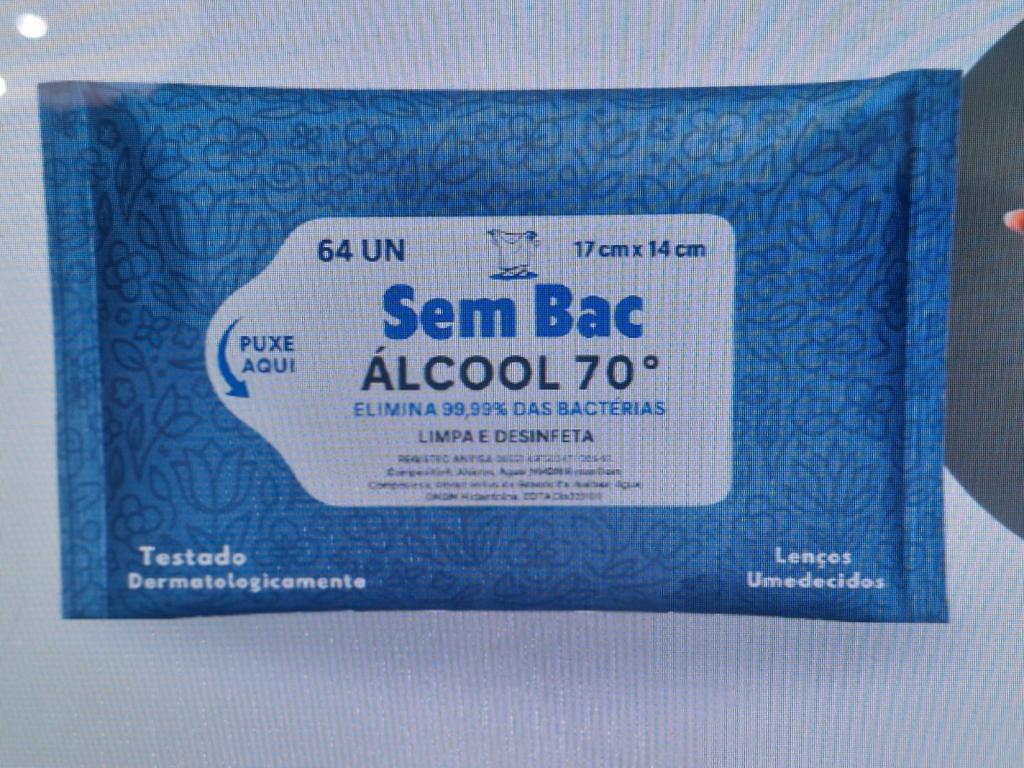 64 UN
17 cm x 14 cm
Sem Bac
PUXE
AQUI
ÁLCOOL 70°
ELIMINA 99,99% DAS BACTÉRIAS
LIMPA E DESINFETA
Testado
Dermatologicamente
Lenços
Umedecidos